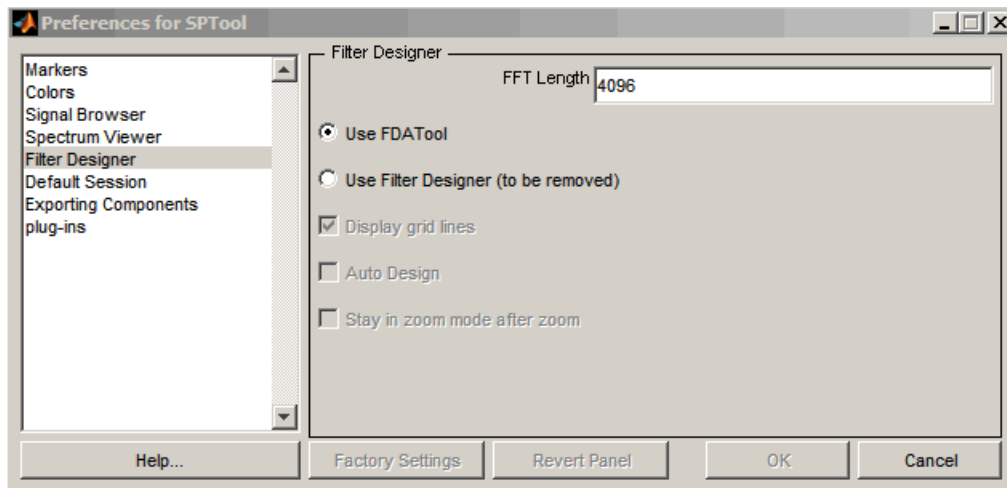 Preferences for SPTool
Markers
Colors
Signal Browser
Spectrum Viewer
Filter Designer
Default Session
Exporting Components
plug-ins
Filter Designer
FFT Length 4096
Use FDATool
Use Filter Designer (to be removed)
Display grid lines
Auto Design
Stay in zoom mode after zoom
Help...
Factory Settings
Revert Panel
OK
Cancel